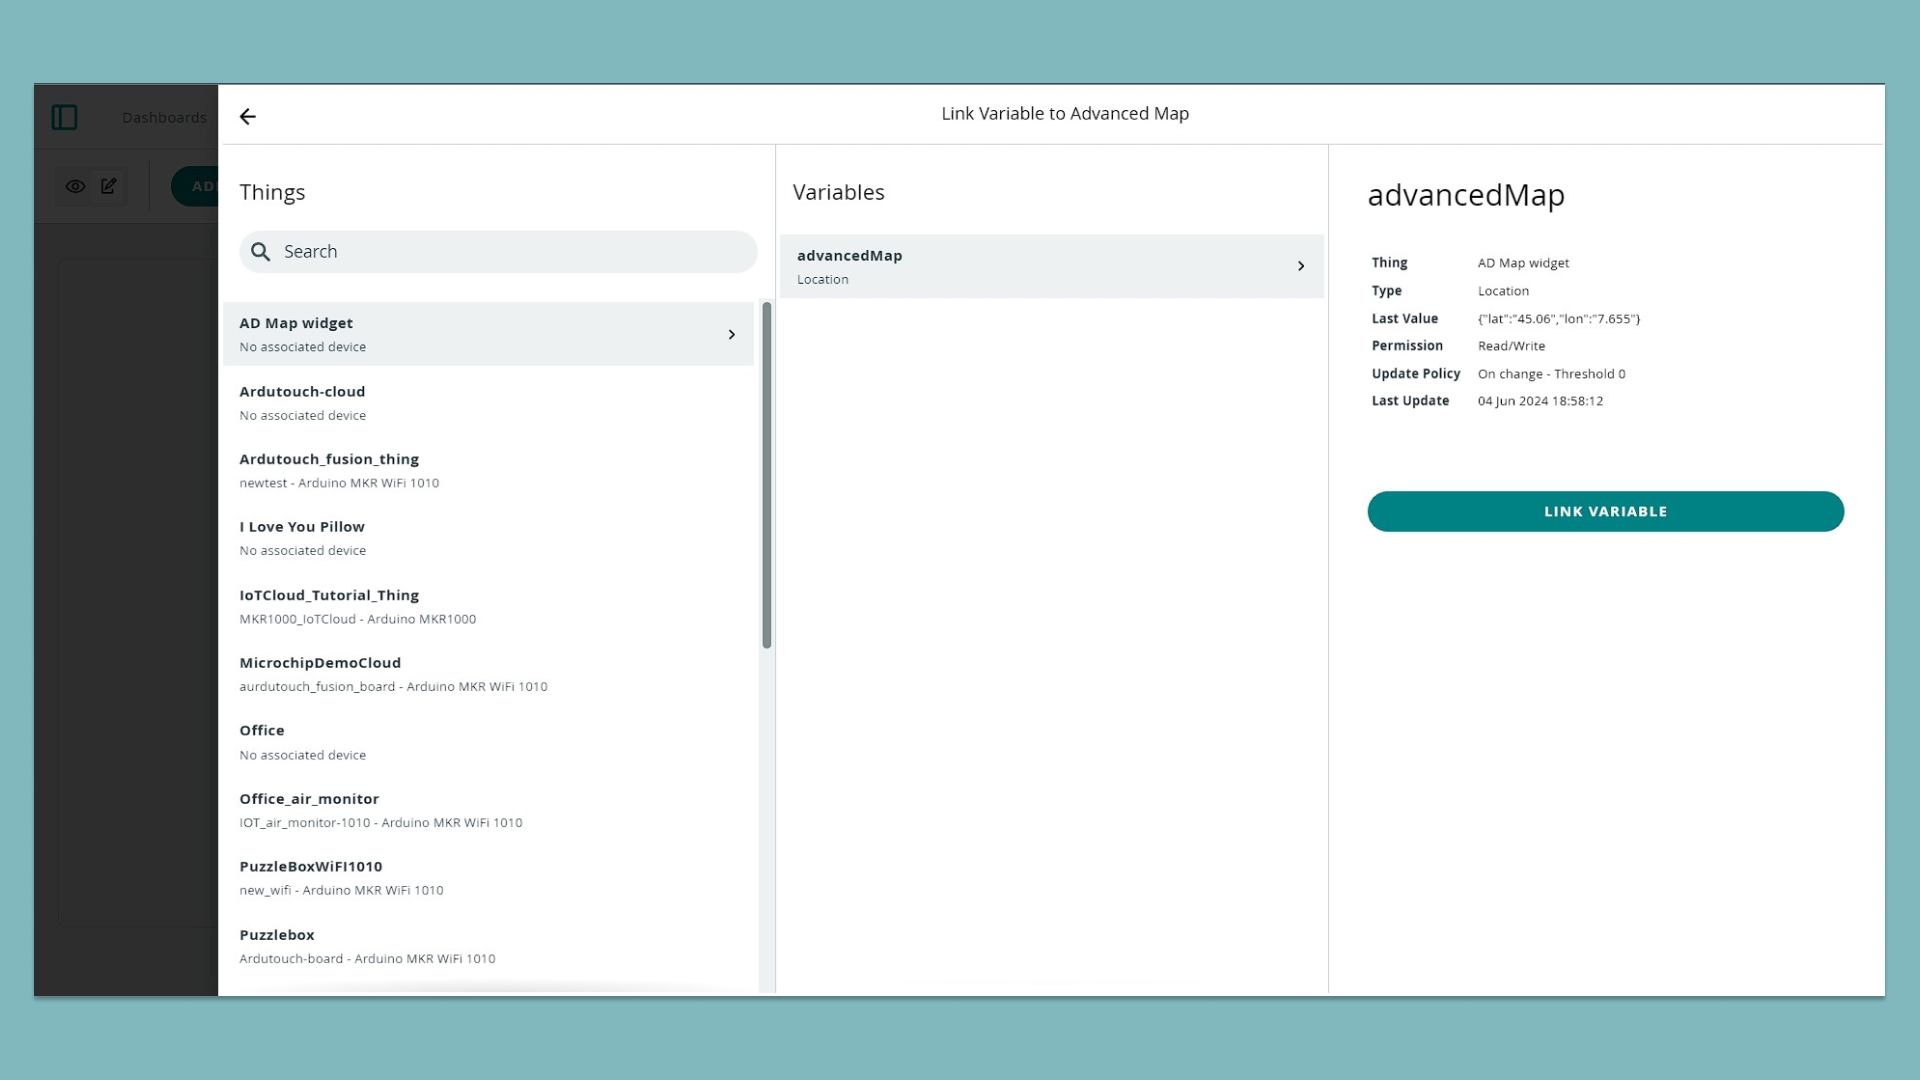 Dashboards
Link Variable to Advanced Map
AD
Things
Search
AD Map widget
No associated device
Ardutouch-cloud
No associated device
Ardutouch_fusion_thing
newtest - Arduino MKR WiFi 1010
I Love You Pillow
No associated device
IoTCloud_Tutorial_Thing
MKR1000_IoTCloud - Arduino MKR1000
MicrochipDemoCloud
aurdutouch_fusion_board - Arduino MKR WiFi 1010
Office
No associated device
Office_air_monitor
IOT_air_monitor-1010 - Arduino MKR WiFi 1010
PuzzleBoxWiFI1010
new_wifi - Arduino MKR WiFi 1010
Puzzlebox
Ardutouch-board - Arduino MKR WiFi 1010
Variables
advancedMap
Location
advancedMap
Thing AD Map widget
Type Location
Last Value {"lat":"45.06","lon":"7.655"}
Permission Read/Write
Update Policy On change - Threshold 0
Last Update 04 Jun 2024 18:58:12
LINK VARIABLE